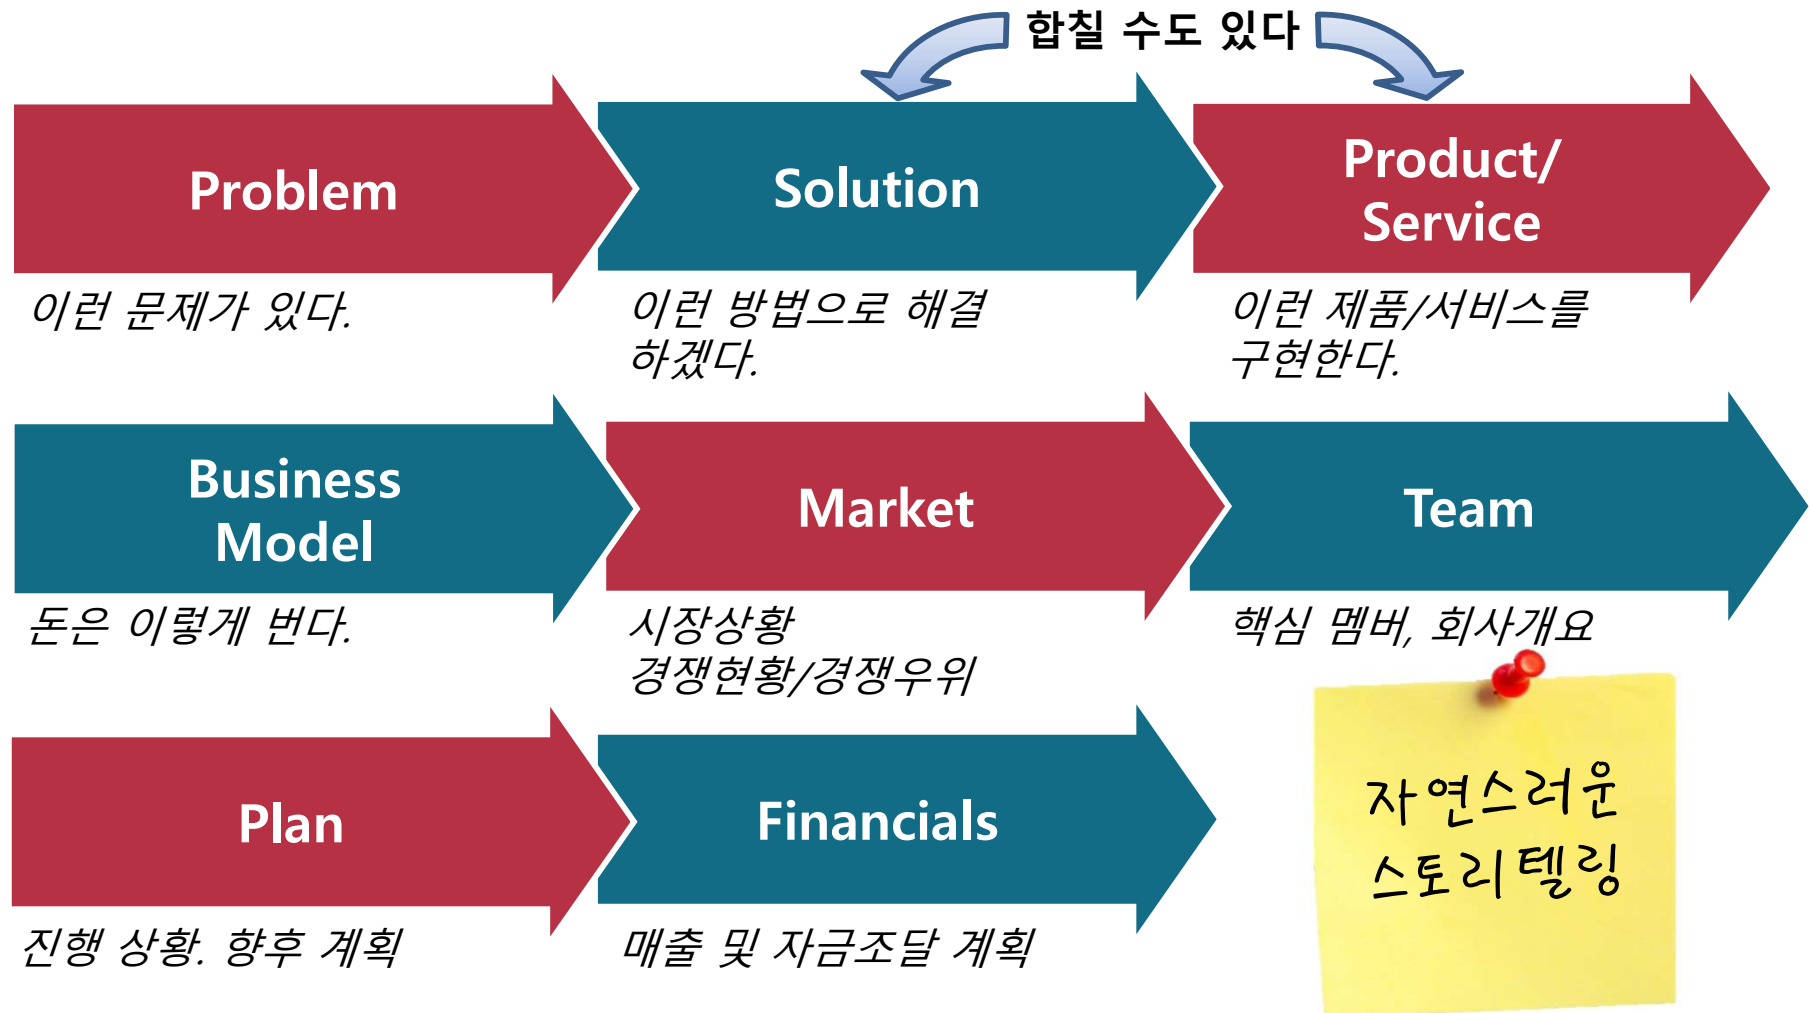 합칠 수도 있다
Problem
Solution
Product/
Service
이런 문제가 있다.
이런 방법으로 해결
하겠다.
이런 제품/서비스를
구현한다.
Business
Model
Market
Team
돈은 이렇게 번다.
시장상황
경쟁현황/경쟁우위
핵심 멤버, 회사개요
Plan
Financials
진행 상황. 향후 계획
매출 및 자금조달 계획
자연스러운
스토리텔링